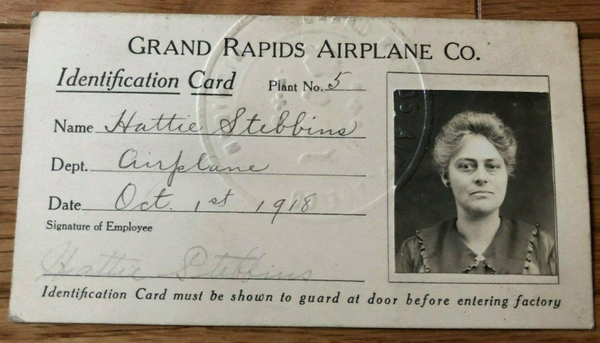 GRAND RAPIDS AIRPLANE CO.
Identification Card Plant No. 5
Name Hattie Stebbins
Dept. Airplane
Date Oct. 1st 1918
Signature of Employee
Hattie Stebbins
Identification Card must be shown to guard at door before entering factory